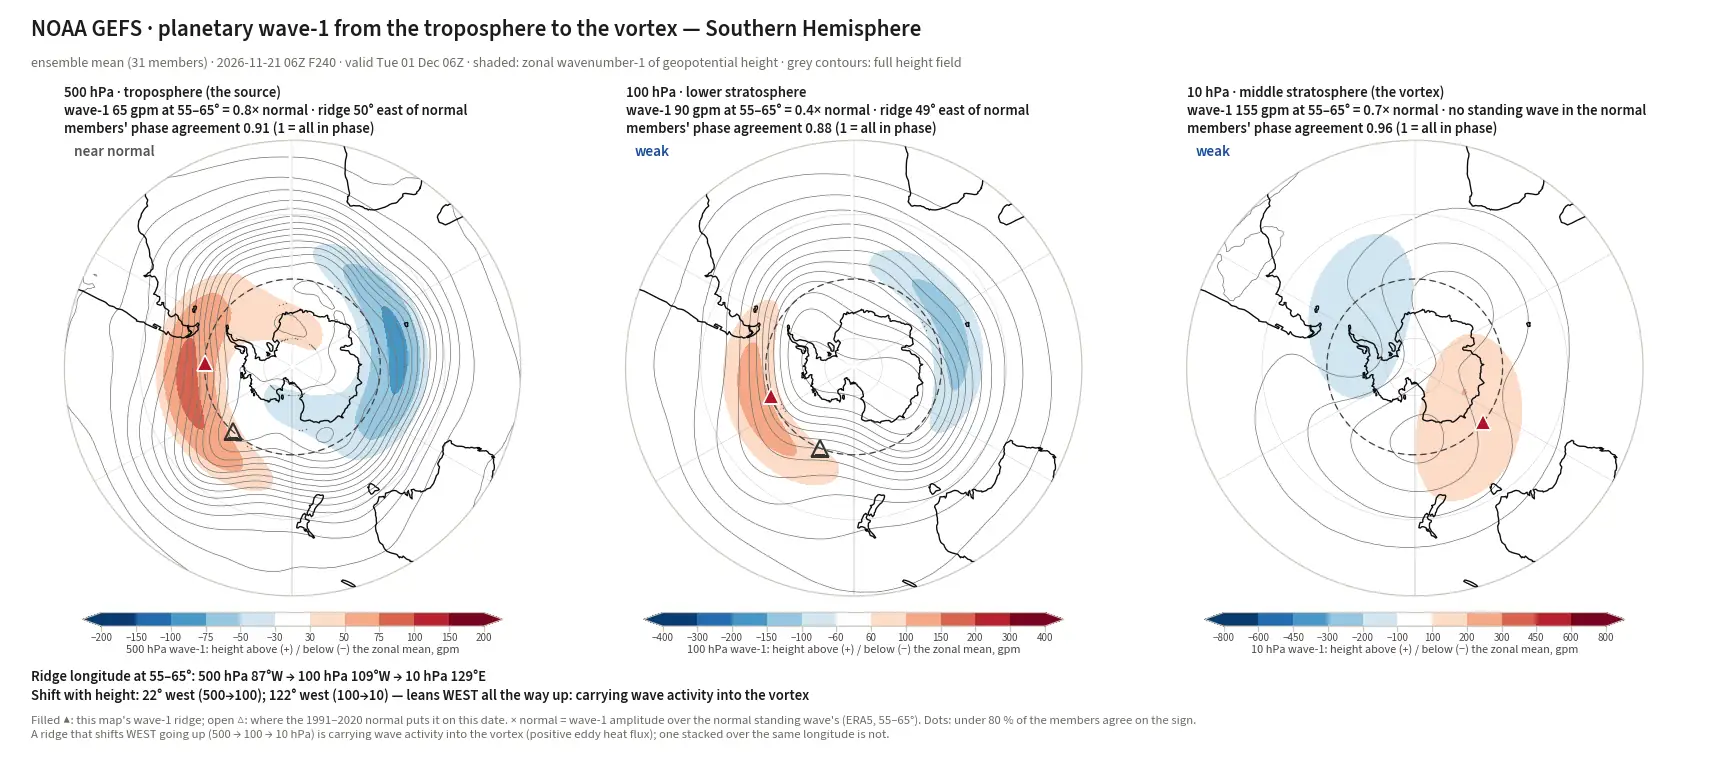 NOAA GEFS · planetary wave-1 from the troposphere to the vortex — Southern Hemisphere
ensemble mean (31 members) · 2026-11-21 06Z F240 · valid Tue 01 Dec 06Z · shaded: zonal wavenumber-1 of geopotential height · grey contours: full height field
500 hPa · troposphere (the source)
wave-1 65 gpm at 55–65° = 0.8× normal · ridge 50° east of normal
members' phase agreement 0.91 (1 = all in phase)
near normal
100 hPa · lower stratosphere
wave-1 90 gpm at 55–65° = 0.4× normal · ridge 49° east of normal
members' phase agreement 0.88 (1 = all in phase)
weak
10 hPa · middle stratosphere (the vortex)
wave-1 155 gpm at 55–65° = 0.7× normal · no standing wave in the normal
members' phase agreement 0.96 (1 = all in phase)
weak
−200 −150 −100 −75 −50 −30 30 50 75 100 150 200
500 hPa wave-1: height above (+) / below (−) the zonal mean, gpm
−400 −300 −200 −150 −100 −60 60 100 150 200 300 400
100 hPa wave-1: height above (+) / below (−) the zonal mean, gpm
−800 −600 −450 −300 −200 −100 100 200 300 450 600 800
10 hPa wave-1: height above (+) / below (−) the zonal mean, gpm
Ridge longitude at 55–65°: 500 hPa 87°W → 100 hPa 109°W → 10 hPa 129°E
Shift with height: 22° west (500→100); 122° west (100→10) — leans WEST all the way up: carrying wave activity into the vortex
Filled ▲: this map's wave-1 ridge; open △: where the 1991–2020 normal puts it on this date. × normal = wave-1 amplitude over the normal standing wave's (ERA5, 55–65°). Dots: under 80 % of the members agree on the sign.
A ridge that shifts WEST going up (500 → 100 → 10 hPa) is carrying wave activity into the vortex (positive eddy heat flux); one stacked over the same longitude is not.